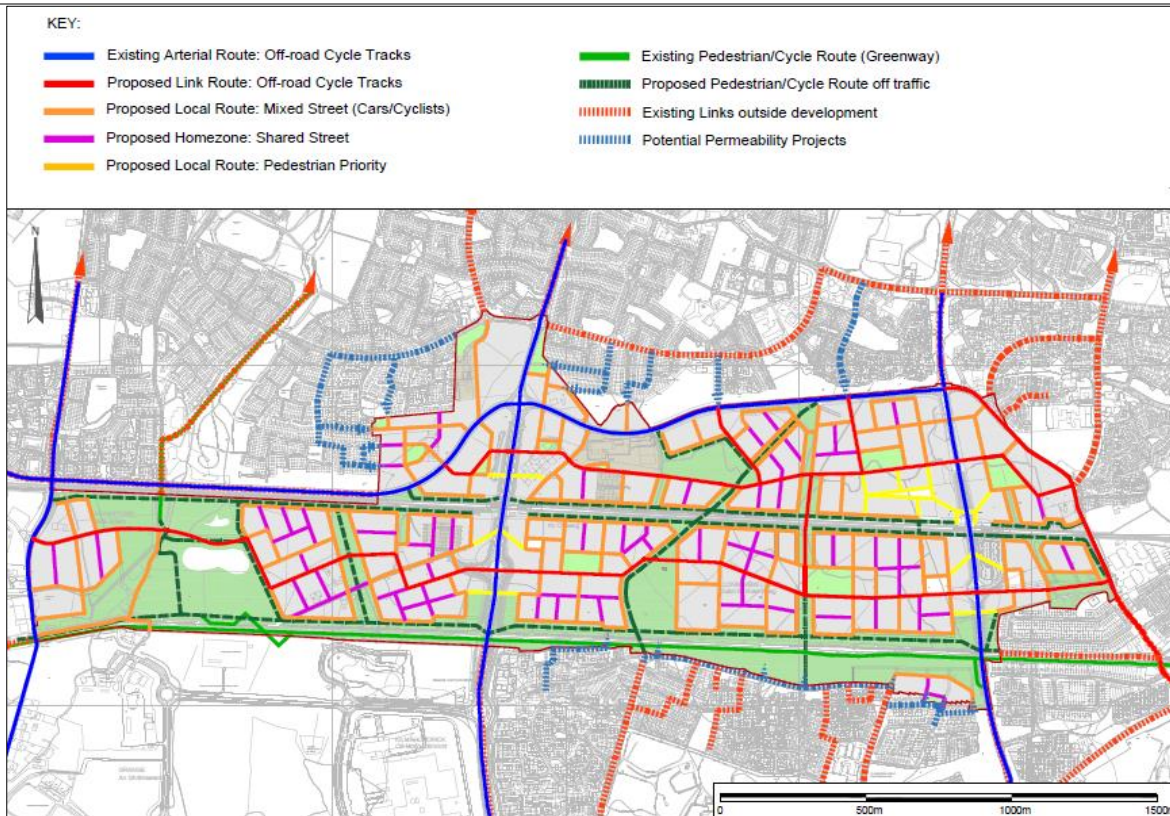 KEY:
Existing Arterial Route: Off-road Cycle Tracks
Proposed Link Route: Off-road Cycle Tracks
Proposed Local Route: Mixed Street (Cars/Cyclists)
Proposed Homezone: Shared Street
Proposed Local Route: Pedestrian Priority
Existing Pedestrian/Cycle Route (Greenway)
Proposed Pedestrian/Cycle Route off traffic
Existing Links outside development
Potential Permeability Projects
N
0 500m 1000m 1500m